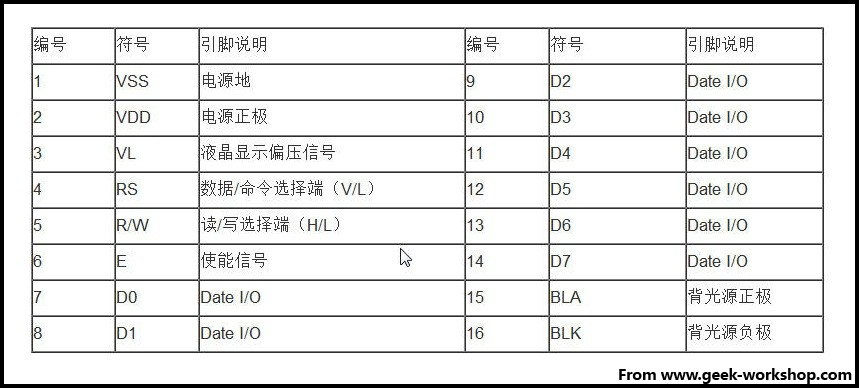 编号 符号 引脚说明 编号 符号 引脚说明
1 VSS 电源地 9 D2 Date I/O
2 VDD 电源正极 10 D3 Date I/O
3 VL 液晶显示偏压信号 11 D4 Date I/O
4 RS 数据/命令选择端（V/L） 12 D5 Date I/O
5 R/W 读/写选择端（H/L） 13 D6 Date I/O
6 E 使能信号 14 D7 Date I/O
7 D0 Date I/O 15 BLA 背光源正极
8 D1 Date I/O 16 BLK 背光源负极
From www.geek-workshop.com